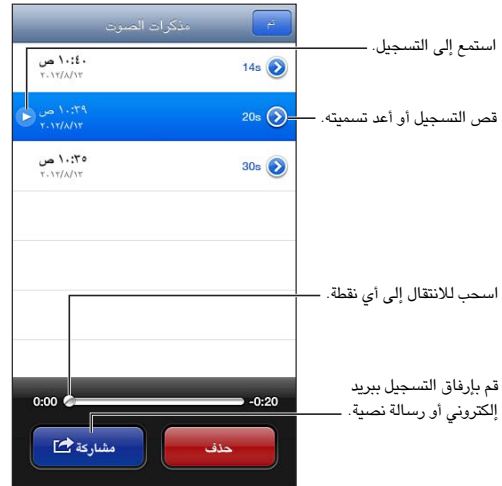 مذكرات الصوت
تم
١٠:٤٠ ص
٢٠١٢/٨/١٣
14s
استمع إلى التسجيل.
١٠:٣٩ ص
٢٠١٢/٨/١٣
20s
قص التسجيل أو أعد تسميته.
١٠:٣٥ ص
٢٠١٢/٨/١٣
30s
اسحب للانتقال إلى أي نقطة.
0:00
-0:20
قم بإرفاق التسجيل ببريد
إلكتروني أو رسالة نصية.
مشاركة
حذف